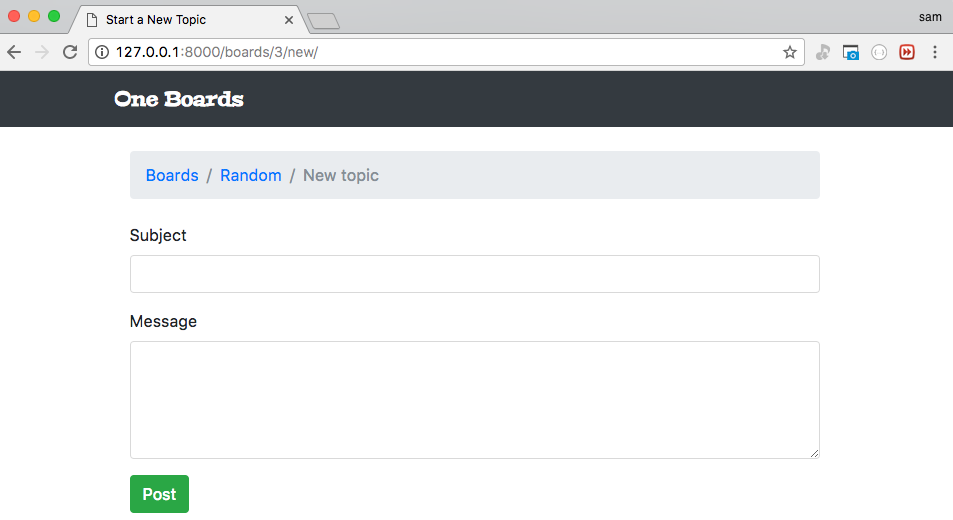 Start a New Topic
sam
127.0.0.1:8000/boards/3/new/
One Boards
Boards / Random / New topic
Subject
Message
Post